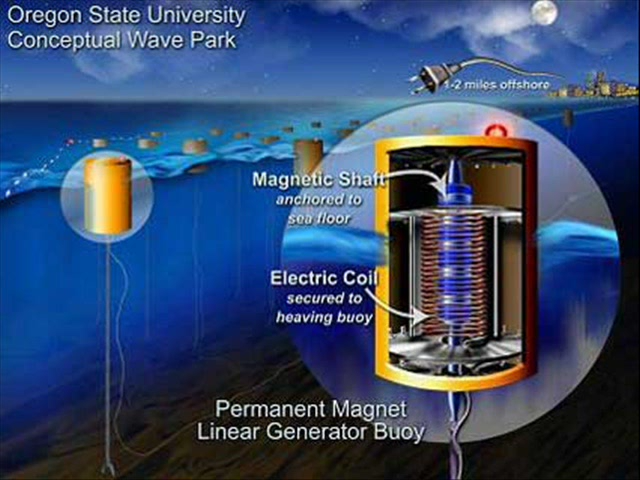 Oregon State University
Conceptual Wave Park
1-2 miles offshore
Magnetic Shaft
anchored to
sea floor
Electric Coil
secured to
heaving buoy
Permanent Magnet
Linear Generator Buoy